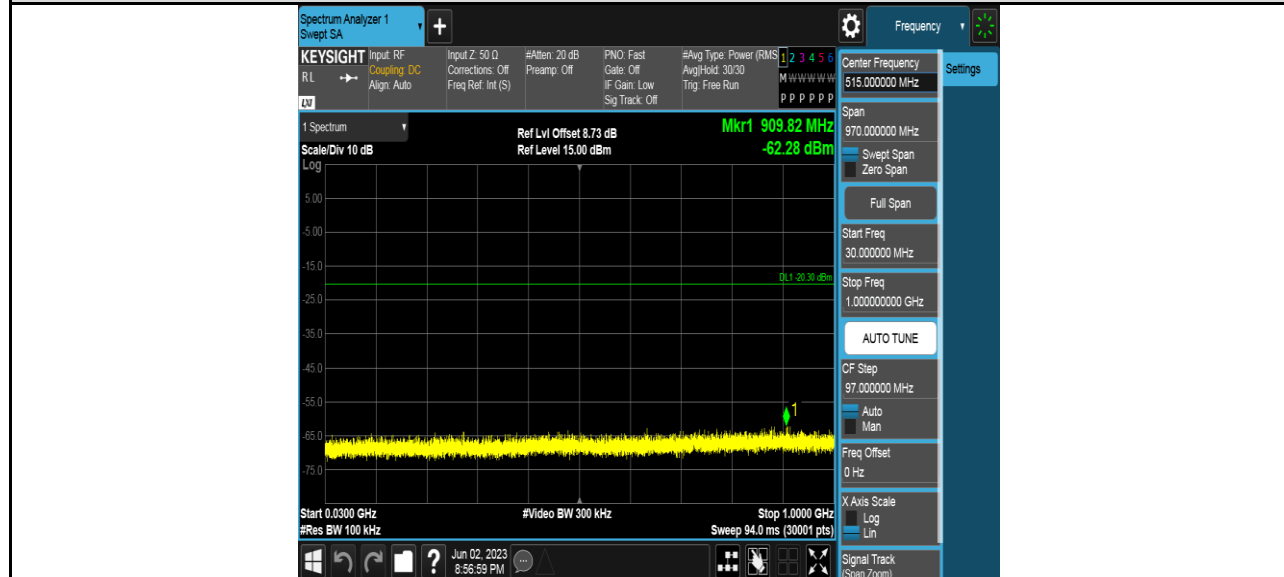 Spectrum Analyzer 1
Swept SA
+
Frequency
KEYSIGHT
RL
LXI
Input: RF
Coupling: DC
Align: Auto
Input Z: 50 Ω
Corrections: Off
Freq Ref: Int (S)
#Atten: 20 dB
Preamp: Off
PNO: Fast
Gate: Off
IF Gain: Low
Sig Track: Off
#Avg Type: Power (RMS
Avg|Hold: 30/30
Trig: Free Run
1 2 3 4 5 6
M W W W W W
P P P P P P
Center Frequency
515.000000 MHz
Settings
Span
970.000000 MHz
Swept Span
Zero Span
Full Span
Start Freq
30.000000 MHz
Stop Freq
1.000000000 GHz
AUTO TUNE
CF Step
97.000000 MHz
Auto
Man
Freq Offset
0 Hz
X Axis Scale
Log
Lin
Signal Track
(Span Zoom)
1 Spectrum
Scale/Div 10 dB
Log
Ref Lvl Offset 8.73 dB
Ref Level 15.00 dBm
Mkr1 909.82 MHz
-62.28 dBm
5.00
-5.00
-15.0
DL1 -20.30 dBm
-25.0
-35.0
-45.0
-55.0
1
-65.0
-75.0
Start 0.0300 GHz
#Res BW 100 kHz
#Video BW 300 kHz
Stop 1.0000 GHz
Sweep 94.0 ms (30001 pts)
?
Jun 02, 2023
8:56:59 PM